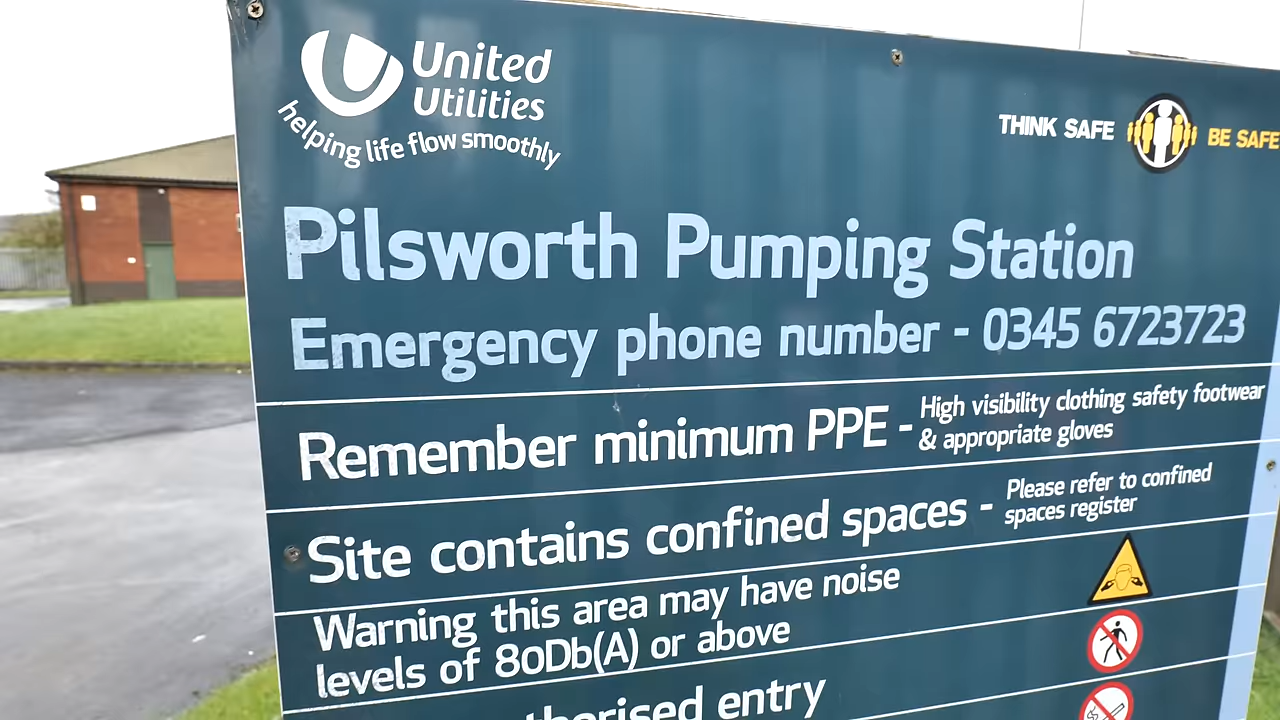 United
Utilities
helping life flow smoothly
THINK SAFE BE SAFE
Pilsworth Pumping Station
Emergency phone number - 0345 6723723
Remember minimum PPE - High visibility clothing safety footwear
& appropriate gloves
Site contains confined spaces - Please refer to confined
spaces register
Warning this area may have noise
levels of 80Db(A) or above
entry